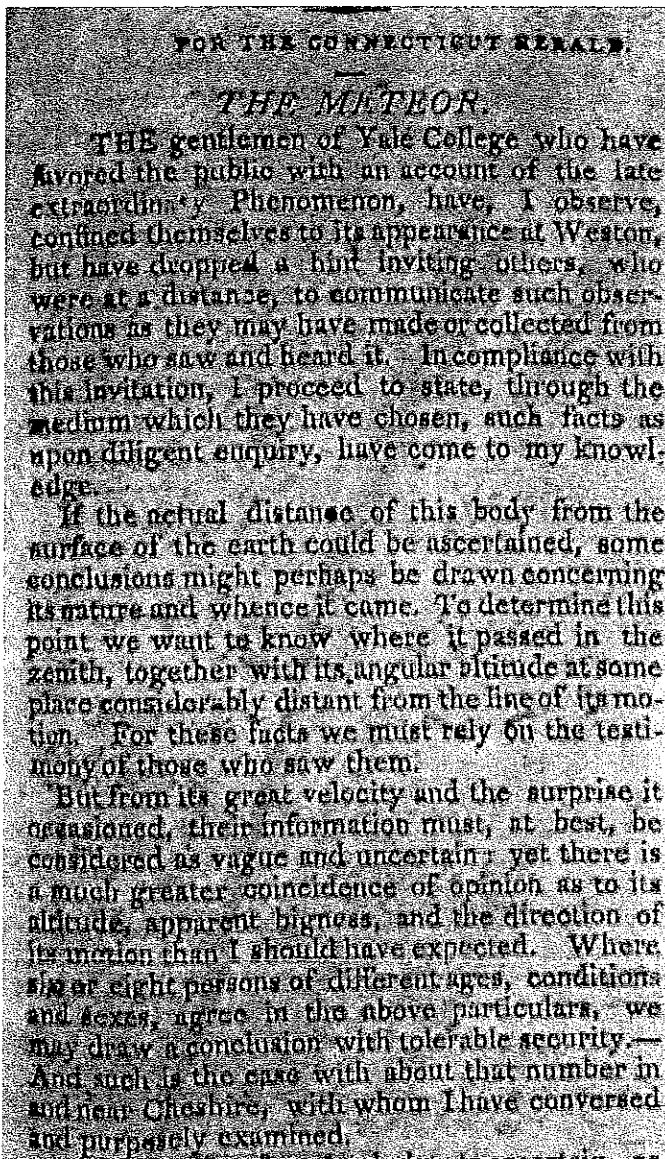 FOR THE CONNECTICUT HERALD.
THE METEOR.
THE gentlemen of Yale College who have
favored the public with an account of the late
extraordinary Phenomenon, have, I observe,
confined themselves to its appearance at Weston,
but have dropped a hint inviting others, who
were at a distance, to communicate such obser-
vations as they may have made or collected from
those who saw and heard it. In compliance with
this invitation, I proceed to state, through the
medium which they have chosen, such facts as
upon diligent enquiry, have come to my knowl-
edge.
If the actual distance of this body from the
surface of the earth could be ascertained, some
conclusions might perhaps be drawn concerning
its nature and whence it came. To determine this
point we want to know where it passed in the
zenith, together with its angular altitude at some
place considerably distant from the line of its mo-
tion. For these facts we must rely on the testi-
mony of those who saw them.
But from its great velocity and the surprise it
occasioned, their information must, at best, be
considered as vague and uncertain; yet there is
a much greater coincidence of opinion as to its
altitude, apparent bigness, and the direction of
its motion than I should have expected. Where
six or eight persons of different ages, conditions
and sexes, agree in the above particulars, we
may draw a conclusion with tolerable security.—
And such is the case with about that number in
and near Cheshire, with whom I have conversed
and purposely examined.